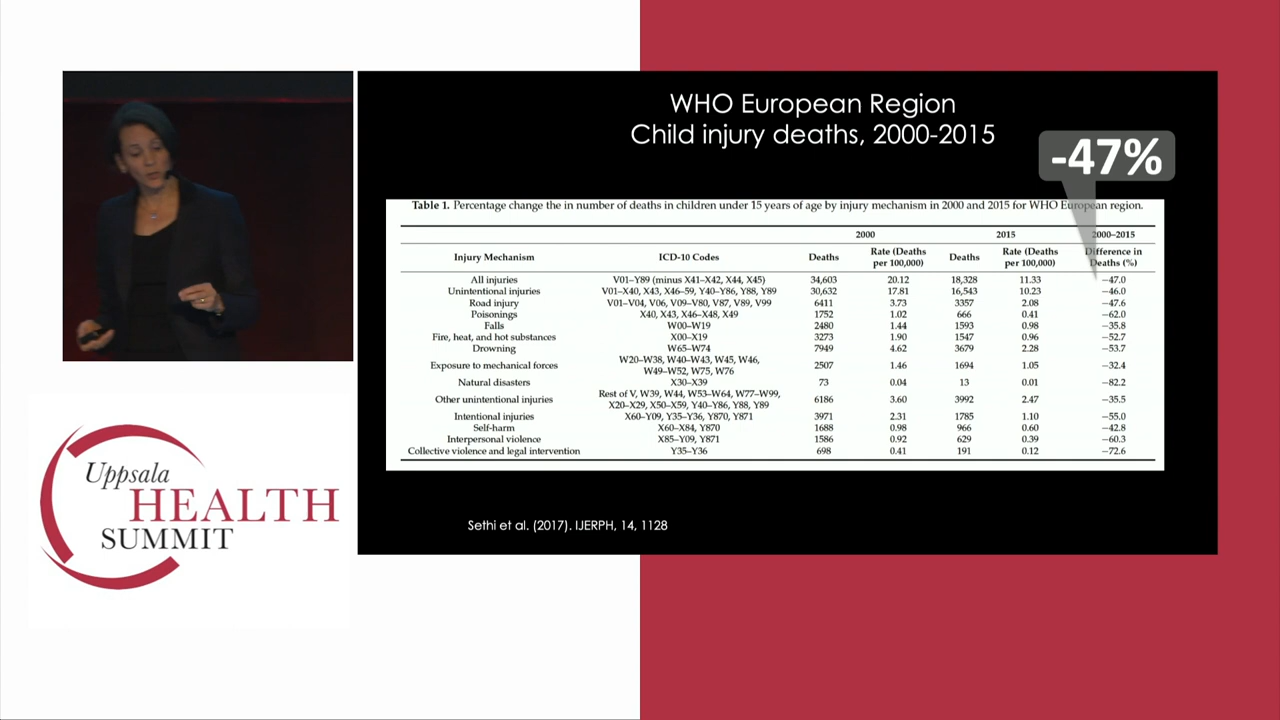 WHO European Region
Child injury deaths, 2000-2015
-47%
Table 1. Percentage change the in number of deaths in children under 15 years of age by injury mechanism in 2000 and 2015 for WHO European region.
2000 2015 2000–2015
Injury Mechanism ICD-10 Codes Deaths Rate (Deaths per 100,000) Deaths Rate (Deaths per 100,000) Difference in Deaths (%)
All injuries V01–Y89 (minus X41–X42, X44, X45) 34,603 20.12 18,328 11.33 −47.0
Unintentional injuries V01–X40, X43, X46–59, Y40–Y86, Y88, Y89 30,632 17.81 16,543 10.23 −46.0
Road injury V01–V04, V06, V09–V80, V87, V89, V99 6411 3.73 3357 2.08 −47.6
Poisonings X40, X43, X46–X48, X49 1752 1.02 666 0.41 −62.0
Falls W00–W19 2480 1.44 1593 0.98 −35.8
Fire, heat, and hot substances X00–X19 3273 1.90 1547 0.96 −52.7
Drowning W65–W74 7949 4.62 3679 2.28 −53.7
Exposure to mechanical forces W20–W38, W40–W43, W45, W46, W49–W52, W75, W76 2507 1.46 1694 1.05 −32.4
Natural disasters X30–X39 73 0.04 13 0.01 −82.2
Other unintentional injuries Rest of V, W39, W44, W53–W64, W77–W99, X20–X29, X50–X59, Y40–Y86, Y88, Y89 6186 3.60 3992 2.47 −35.5
Intentional injuries X60–Y09, Y35–Y36, Y870, Y871 3971 2.31 1785 1.10 −55.0
Self-harm X60–X84, Y870 1688 0.98 966 0.60 −42.8
Interpersonal violence X85–Y09, Y871 1586 0.92 629 0.39 −60.3
Collective violence and legal intervention Y35–Y36 698 0.41 191 0.12 −72.6
Sethi et al. (2017). IJERPH, 14, 1128
Uppsala
HEALTH
SUMMIT